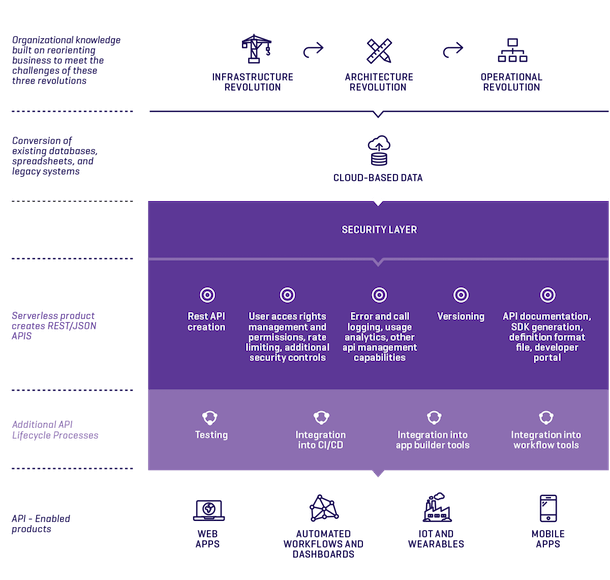 Organizational knowledge
built on reorienting
business to meet the
challenges of these
three revolutions
INFRASTRUCTURE
REVOLUTION
ARCHITECTURE
REVOLUTION
OPERATIONAL
REVOLUTION
Conversion of
existing databases,
spreadsheets, and
legacy systems
CLOUD-BASED DATA
SECURITY LAYER
Serverless product
creates REST/JSON
APIS
Rest API
creation
User acces rights
management and
permissions, rate
limiting, additional
security controls
Error and call
logging, usage
analytics, other
api management
capabilities
Versioning
API documentation,
SDK generation,
definition format
file, developer
portal
Additional API
Lifecycle Processes
Testing
Integration
into CI/CD
Integration into
app builder tools
Integration into
workflow tools
API - Enabled
products
WEB
APPS
AUTOMATED
WORKFLOWS AND
DASHBOARDS
IOT AND
WEARABLES
MOBILE
APPS